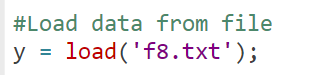 #Load data from file
y = load('f8.txt');